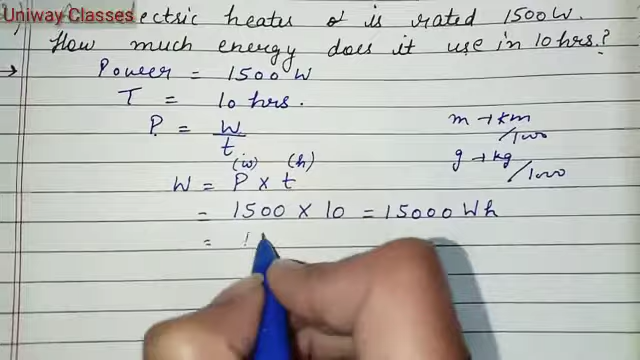 Uniway Classes
ectric heater is rated 1500W.
How much energy does it use in 10 hrs.?
→ Power = 1500 W
T = 10 hrs.
P = W/t
m → km /1000
g → kg /1000
(w) (h)
W = P × t
= 1500 × 10 = 15000 Wh
= 1